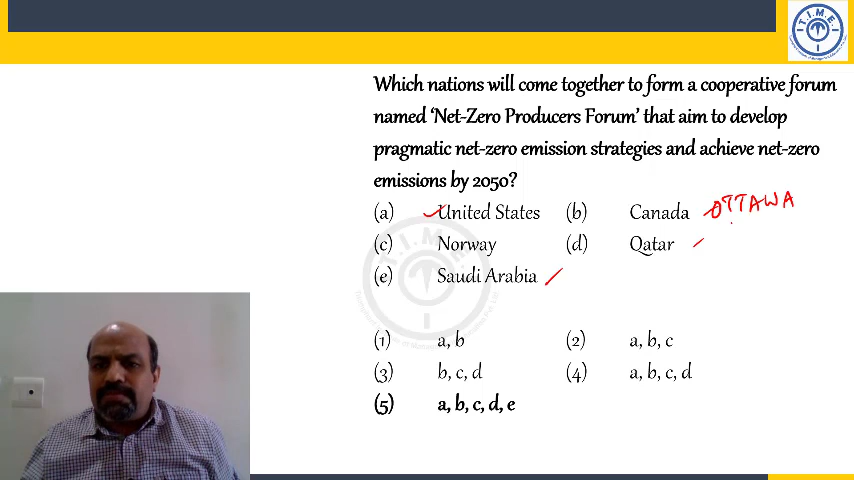 T.I.M.E.
Which nations will come together to form a cooperative forum
named ‘Net-Zero Producers Forum’ that aim to develop
pragmatic net-zero emission strategies and achieve net-zero
emissions by 2050?
(a) United States (b) Canada OTTAWA
(c) Norway (d) Qatar
(e) Saudi Arabia
(1) a, b (2) a, b, c
(3) b, c, d (4) a, b, c, d
(5) a, b, c, d, e